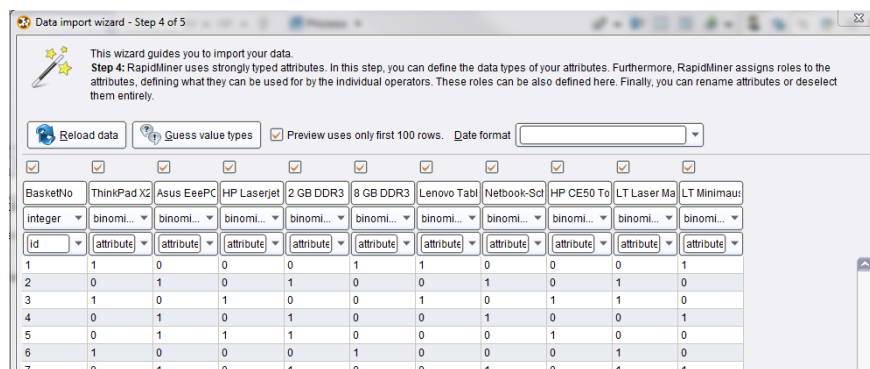 Data import wizard - Step 4 of 5
Process
This wizard guides you to import your data.
Step 4: RapidMiner uses strongly typed attributes. In this step, you can define the data types of your attributes. Furthermore, RapidMiner assigns roles to the
attributes, defining what they can be used for by the individual operators. These roles can be also defined here. Finally, you can rename attributes or deselect
them entirely.
Reload data Guess value types Preview uses only first 100 rows. Date format
BasketNo ThinkPad X2 Asus EeePC HP Laserjet 2 GB DDR3 8 GB DDR3 Lenovo Tabl Netbook-Sch HP CE50 To LT Laser Ma LT Minimaus
integer binomi... binomi... binomi... binomi... binomi... binomi... binomi... binomi... binomi... binomi...
id attribute attribute attribute attribute attribute attribute attribute attribute attribute attribute
1 1 0 0 0 1 1 0 0 0 1
2 0 1 0 1 0 0 1 0 1 0
3 1 0 1 0 0 1 0 1 1 0
4 0 1 0 1 0 0 1 0 0 1
5 0 1 1 1 0 0 0 1 0 0
6 1 0 0 0 1 0 0 0 1 0